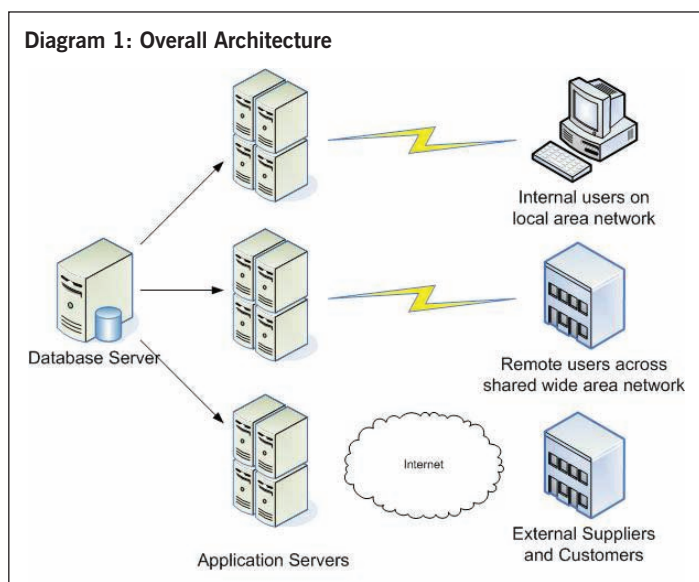 Diagram 1: Overall Architecture
Internal users on
local area network
Database Server
Remote users across
shared wide area network
Internet
Application Servers
External Suppliers
and Customers